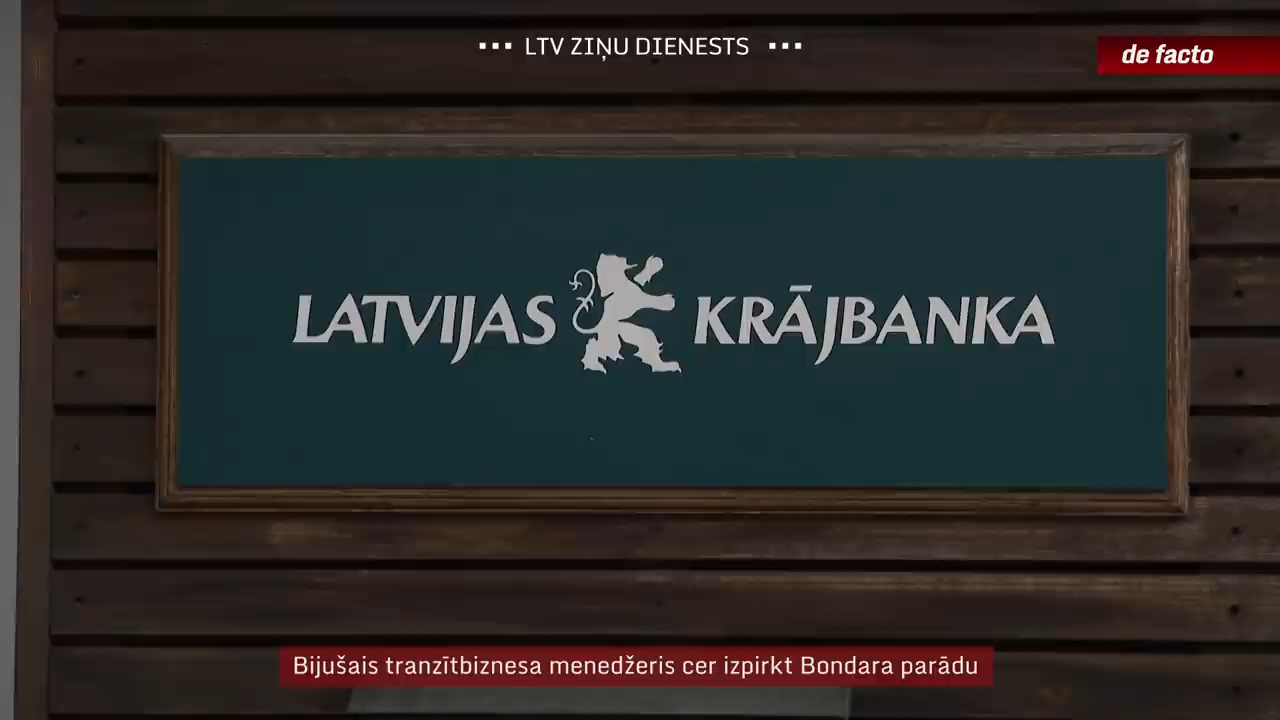 LTV ZIŅU DIENESTS
de facto
LATVIJAS KRĀJBANKA
Bijušais tranzītbiznesa menedžeris cer izpirkt Bondara parādu